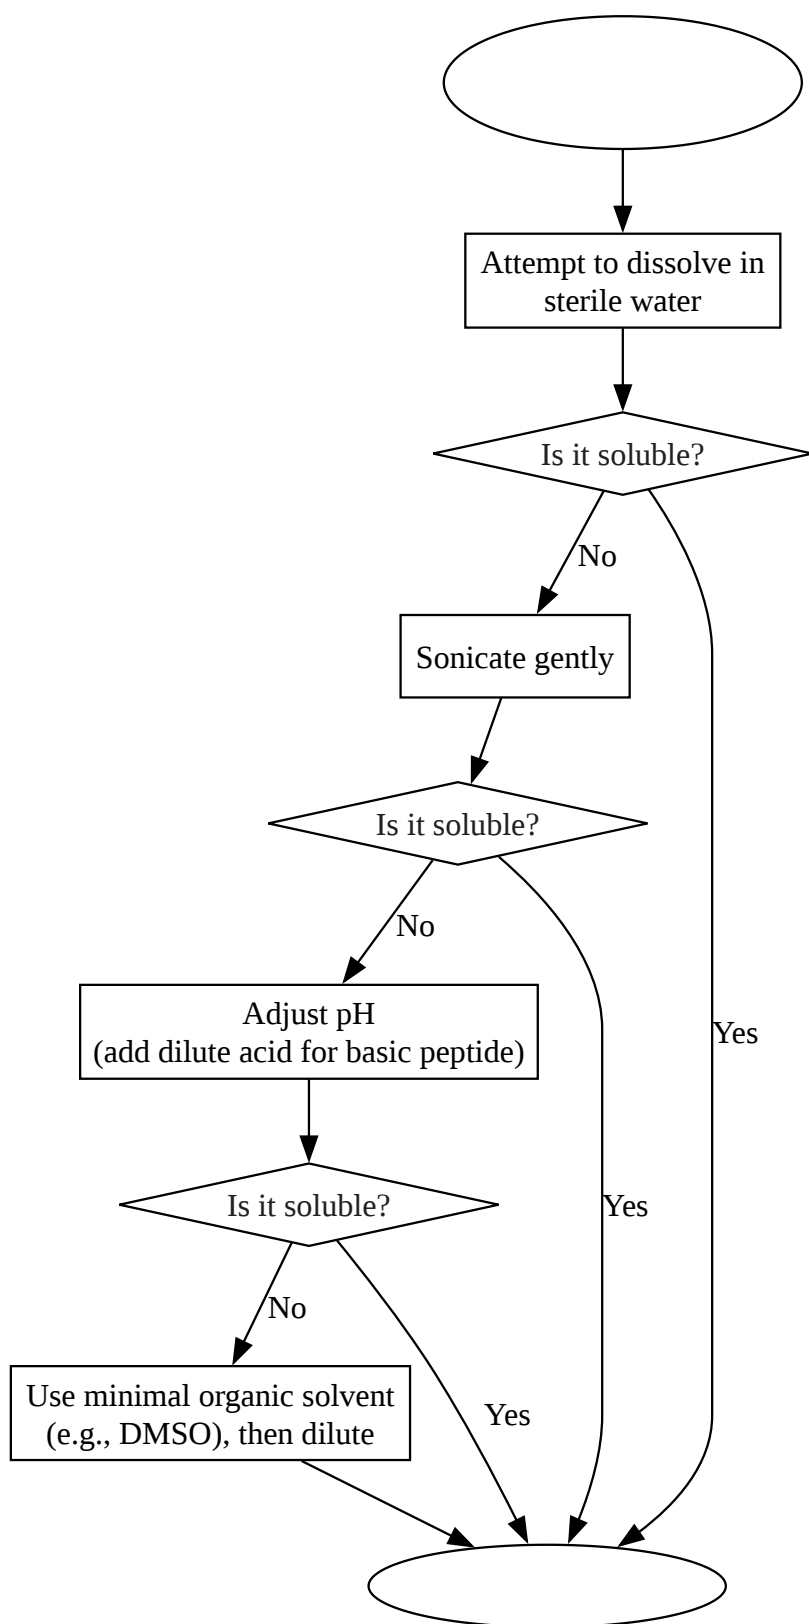 Attempt to dissolve in
sterile water
Is it soluble?
No
Sonicate gently
Is it soluble?
No
Adjust pH
(add dilute acid for basic peptide)
Yes
Is it soluble?
Yes
No
Use minimal organic solvent
(e.g., DMSO), then dilute
Yes